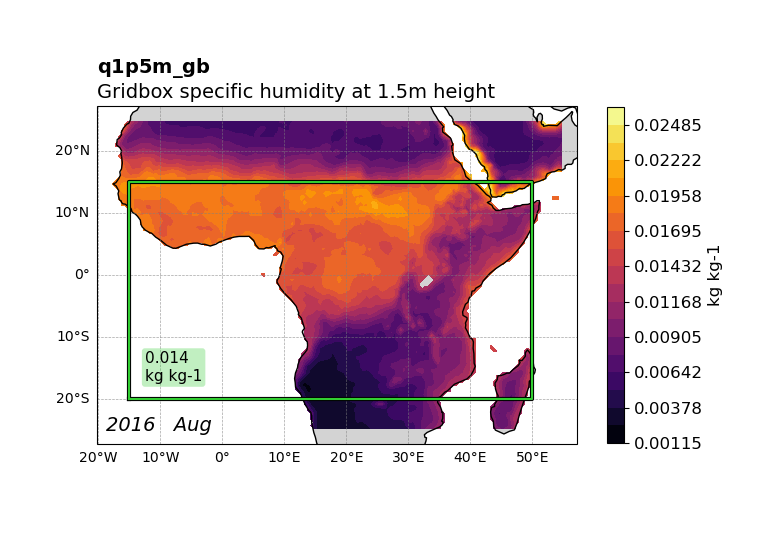 q1p5m_gb
Gridbox specific humidity at 1.5m height
20°N
10°N
0°
10°S
20°S
0.014
kg kg-1
2016 Aug
20°W
10°W
0°
10°E
20°E
30°E
40°E
50°E
0.02485
0.02222
0.01958
0.01695
0.01432
0.01168
0.00905
0.00642
0.00378
0.00115
kg kg-1